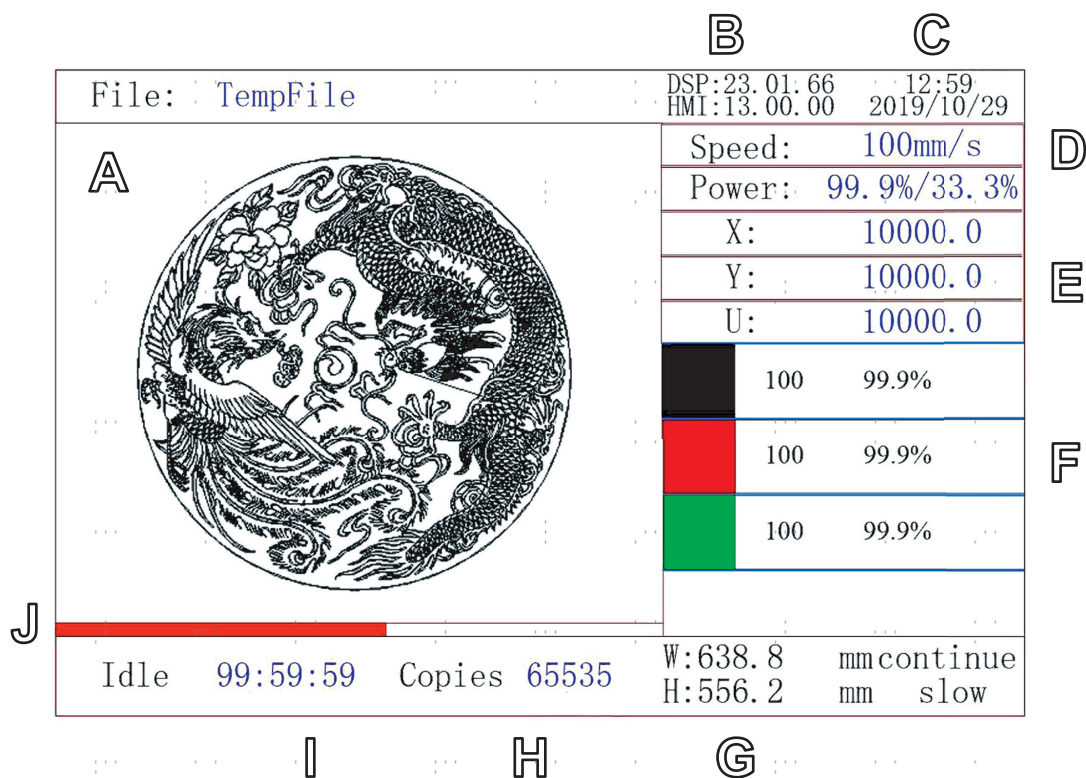 B C
File: TempFile
DSP:23.01.66 12:59
HMI:13.00.00 2019/10/29
A
Speed: 100mm/s
D
Power: 99.9%/33.3%
X: 10000.0
Y: 10000.0
E
U: 10000.0
100 99.9%
100 99.9%
F
100 99.9%
J
Idle 99:59:59 Copies 65535
W:638.8 mm continue
H:556.2 mm slow
I H G